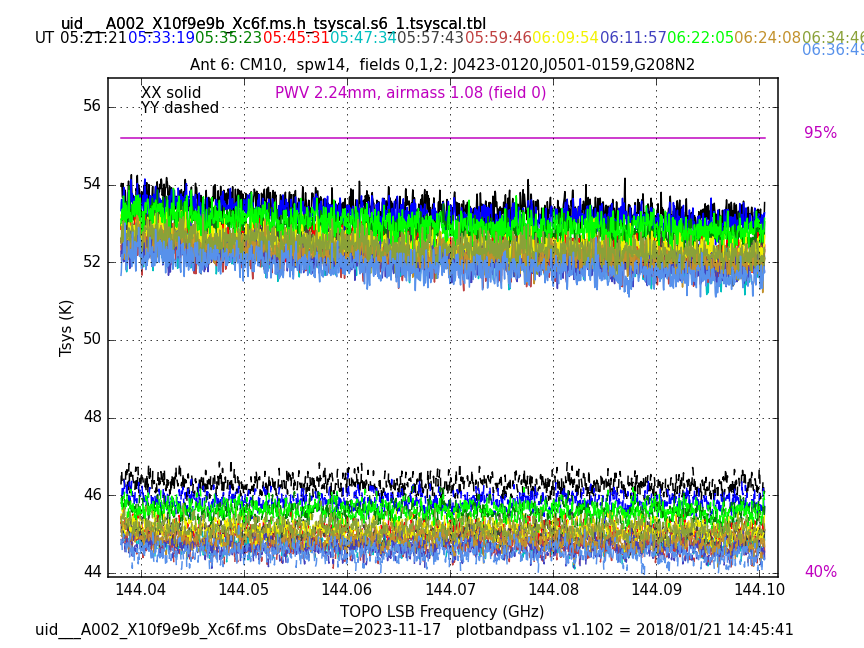 uid___A002_X10f9e9b_Xc6f.ms.h_tsyscal.s6_1.tsyscal.tbl
UT 05:21:21 05:33:19 05:35:23 05:45:31 05:47:34 05:57:43 05:59:46 06:09:54 06:11:57 06:22:05 06:24:08 06:34:46
06:36:49
Ant 6: CM10, spw14, fields 0,1,2: J0423-0120,J0501-0159,G208N2
XX solid
YY dashed
PWV 2.24mm, airmass 1.08 (field 0)
95%
40%
56
54
52
50
48
46
44
Tsys (K)
144.04 144.05 144.06 144.07 144.08 144.09 144.10
TOPO LSB Frequency (GHz)
uid___A002_X10f9e9b_Xc6f.ms ObsDate=2023-11-17 plotbandpass v1.102 = 2018/01/21 14:45:41